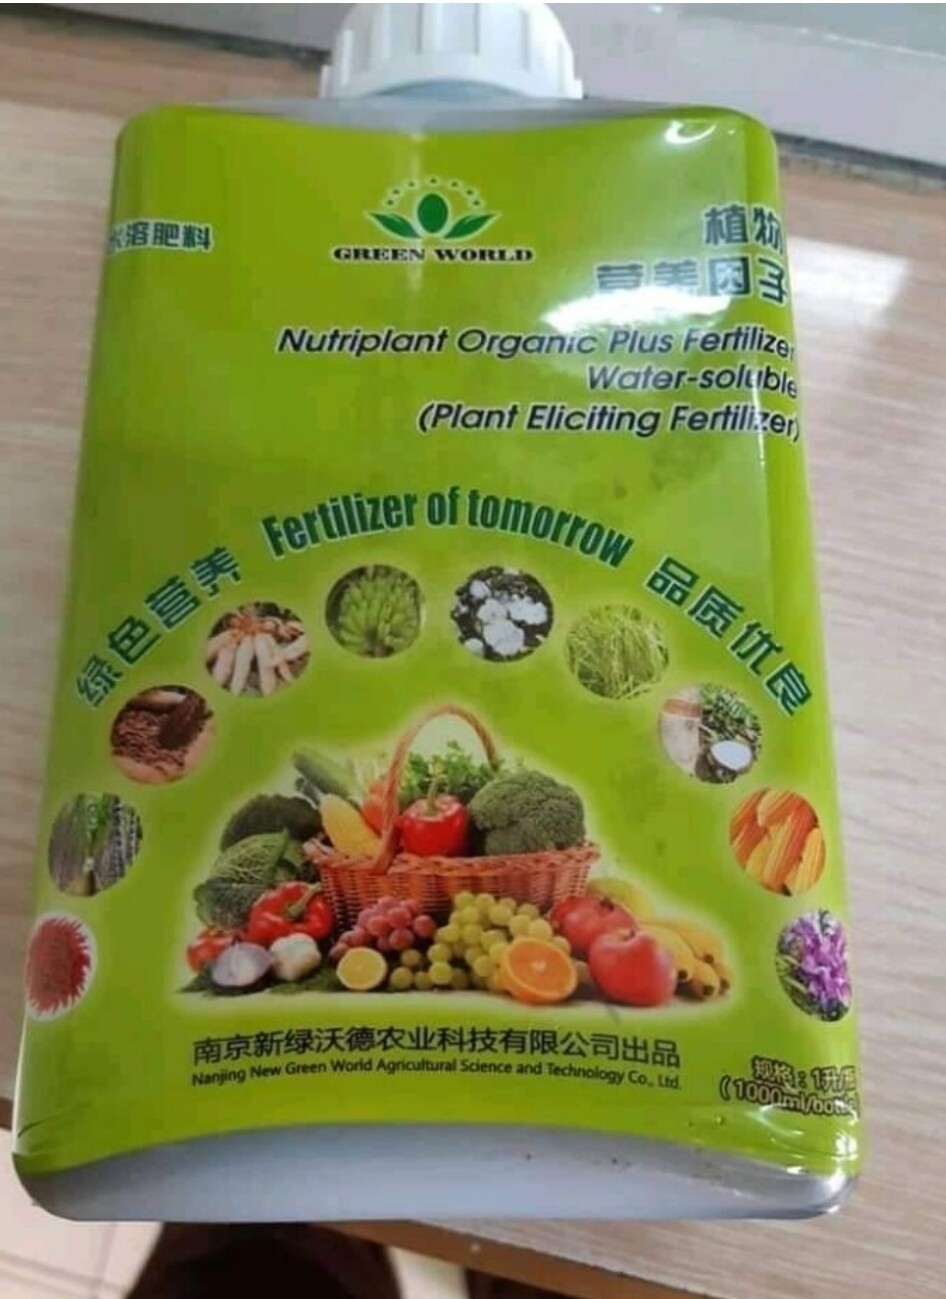 GREEN WORLD
水溶肥料
植物
营养因子
Nutriplant Organic Plus Fertilizer
Water-soluble
(Plant Eliciting Fertilizer)
绿色营养 Fertilizer of tomorrow 品质优良
南京新绿沃德农业科技有限公司出品
Nanjing New Green World Agricultural Science and Technology Co., Ltd.
规格：1升/瓶
(1000ml/bottle)